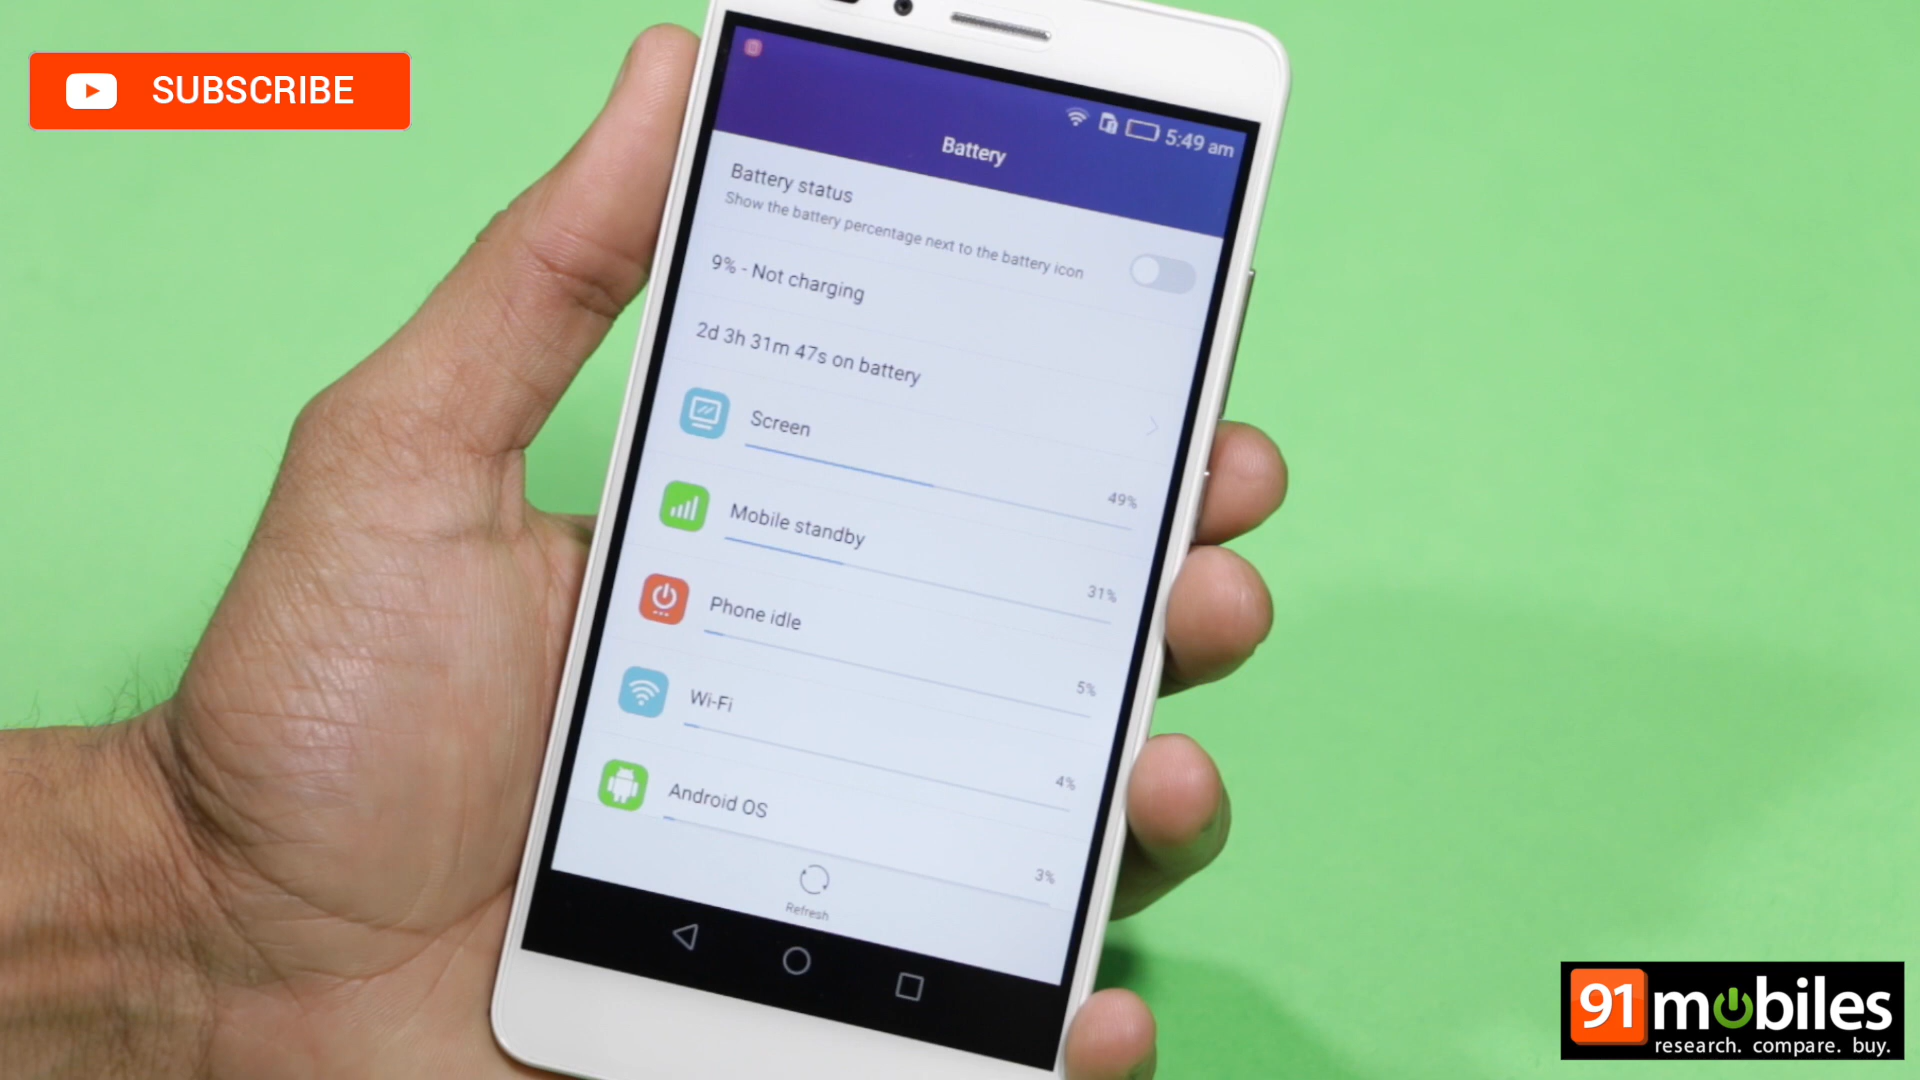 SUBSCRIBE
5:49 am
Battery
Battery status
Show the battery percentage next to the battery icon
9% - Not charging
2d 3h 31m 47s on battery
Screen
49%
Mobile standby
31%
Phone idle
5%
Wi-Fi
4%
Android OS
3%
Refresh
91mobiles
research. compare. buy.